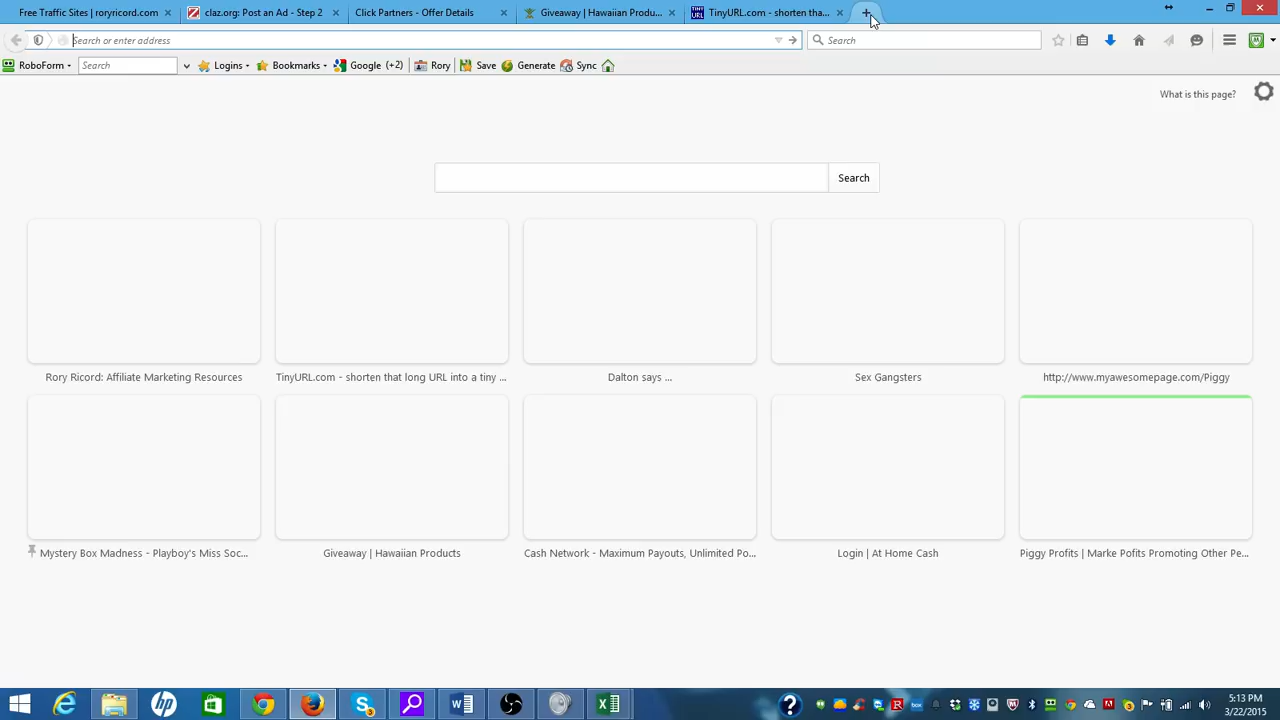 Free Traffic Sites | roryricord.com
claz.org: Post an Ad - Step 2
Click Partners - Offer Details
Giveaway | Hawaiian Produ...
TINY URL
TinyURL.com - shorten tha...
Search or enter address
Search
RoboForm
Search
Logins
Bookmarks
Google (+2)
Rory
Save
Generate
Sync
What is this page?
Search
Rory Ricord: Affiliate Marketing Resources
TinyURL.com - shorten that long URL into a tiny ...
Dalton says ...
Sex Gangsters
http://www.myawesomepage.com/Piggy
Mystery Box Madness - Playboy's Miss Soc...
Giveaway | Hawaiian Products
Cash Network - Maximum Payouts, Unlimited Po...
Login | At Home Cash
Piggy Profits | Marke Pofits Promoting Other Pe...
5:13 PM
3/22/2015